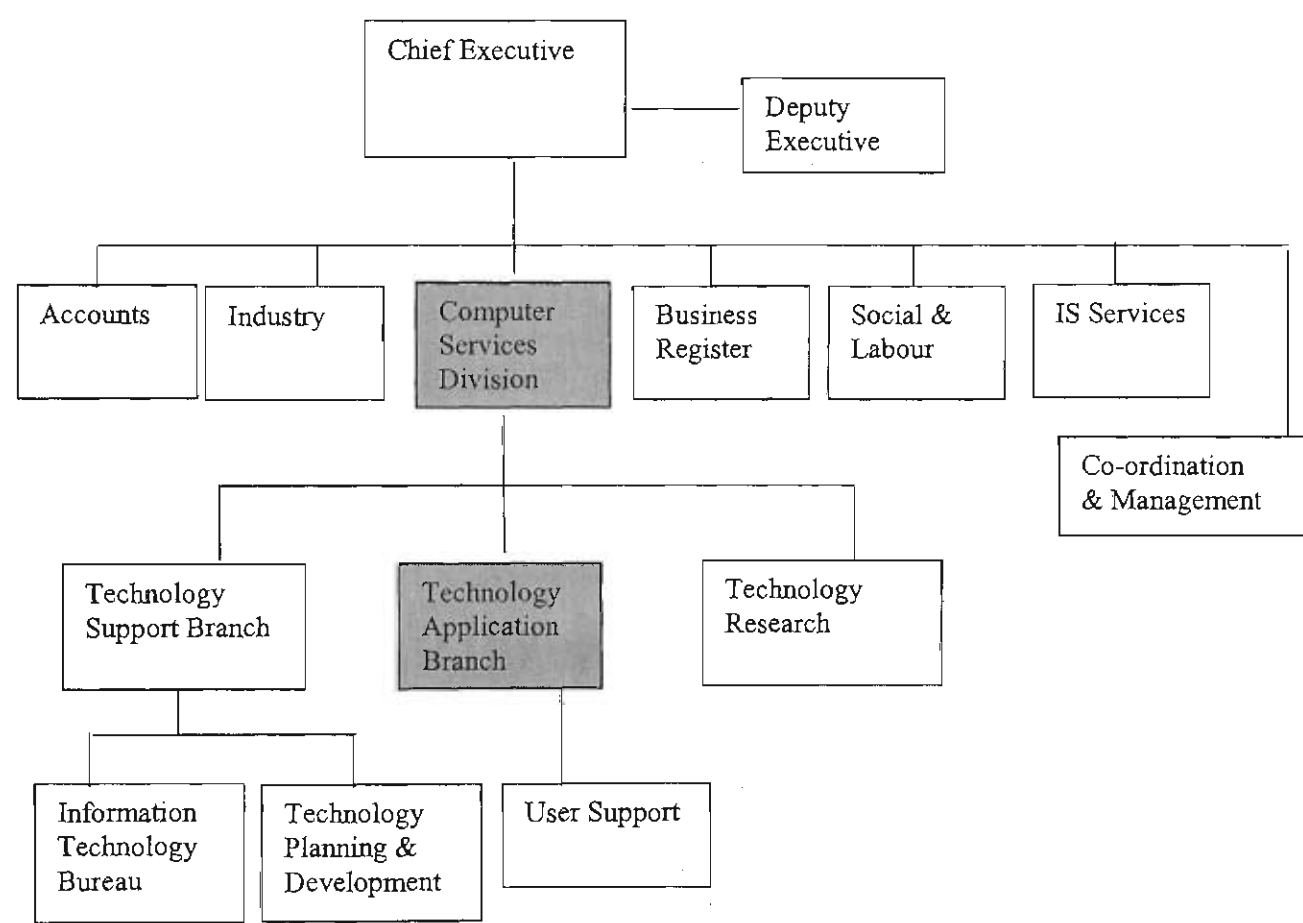 Chief Executive
Deputy
Executive
Accounts
Industry
Computer
Services
Division
Business
Register
Social &
Labour
IS Services
Co-ordination
& Management
Technology
Support Branch
Technology
Application
Branch
Technology
Research
Information
Technology
Bureau
Technology
Planning &
Development
User Support